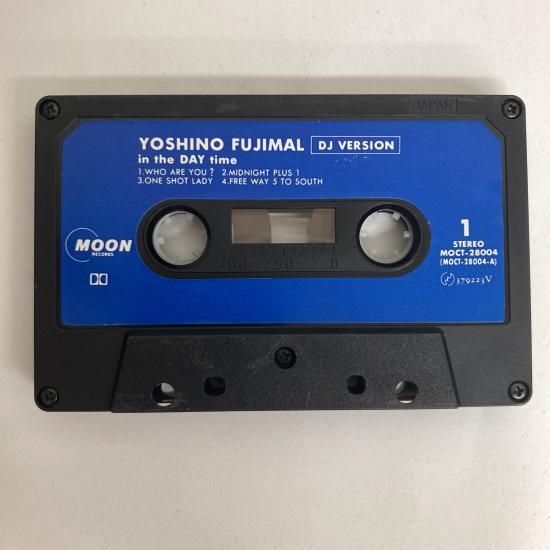 JAPAN
YOSHINO FUJIMAL DJ VERSION
in the DAY time
1.WHO ARE YOU? 2.MIDNIGHT PLUS 1
3.ONE SHOT LADY 4.FREE WAY 5 TO SOUTH
MOON
RECORDS
1
STEREO
MOCT-28004
(MOCT-28004-A)
379223V
100 50 0